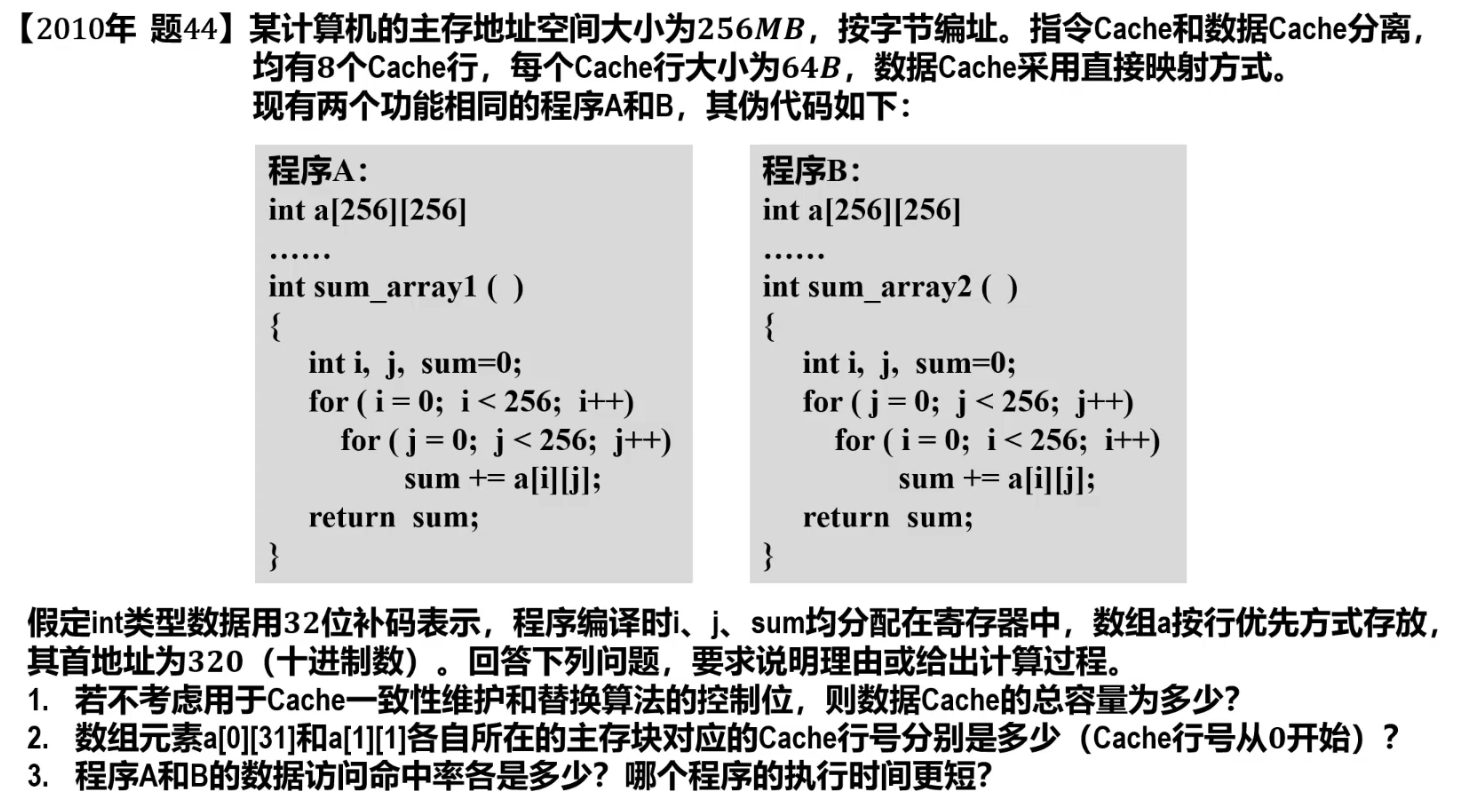 【2010年 题44】某计算机的主存地址空间大小为256MB，按字节编址。指令Cache和数据Cache分离，
均有8个Cache行，每个Cache行大小为64B，数据Cache采用直接映射方式。
现有两个功能相同的程序A和B，其伪代码如下：
程序A：
int a[256][256]
……
int sum_array1 ( )
{
int i, j, sum=0;
for ( i = 0; i < 256; i++)
for ( j = 0; j < 256; j++)
sum += a[i][j];
return sum;
}
程序B：
int a[256][256]
……
int sum_array2 ( )
{
int i, j, sum=0;
for ( j = 0; j < 256; j++)
for ( i = 0; i < 256; i++)
sum += a[i][j];
return sum;
}
假定int类型数据用32位补码表示，程序编译时i、j、sum均分配在寄存器中，数组a按行优先方式存放，
其首地址为320（十进制数）。回答下列问题，要求说明理由或给出计算过程。
1. 若不考虑用于Cache一致性维护和替换算法的控制位，则数据Cache的总容量为多少？
2. 数组元素a[0][31]和a[1][1]各自所在的主存块对应的Cache行号分别是多少（Cache行号从0开始）？
3. 程序A和B的数据访问命中率各是多少？哪个程序的执行时间更短？